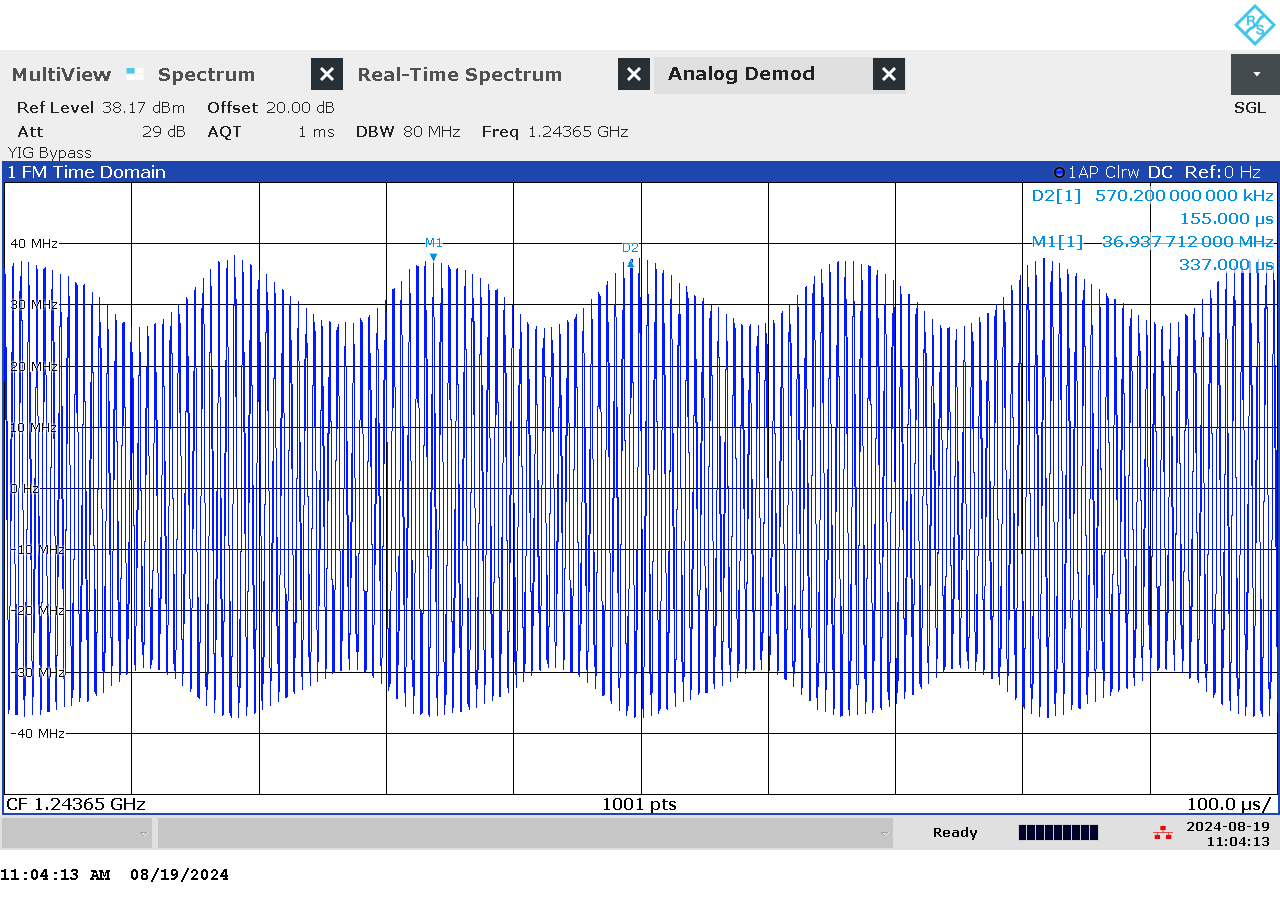 R&S
MultiView Spectrum Real-Time Spectrum Analog Demod
Ref Level 38.17 dBm Offset 20.00 dB SGL
Att 29 dB AQT 1 ms DBW 80 MHz Freq 1.24365 GHz
YIG Bypass
1 FM Time Domain 1AP Clrw DC Ref:0 Hz
D2[1] 570.200 000 000 kHz
155.000 µs
M1[1] 36.937 712 000 MHz
337.000 µs
40 MHz
M1
D2
30 MHz
20 MHz
10 MHz
0 Hz
-10 MHz
-20 MHz
-30 MHz
-40 MHz
CF 1.24365 GHz 1001 pts 100.0 µs/
Ready 2024-08-19
11:04:13
11:04:13 AM 08/19/2024